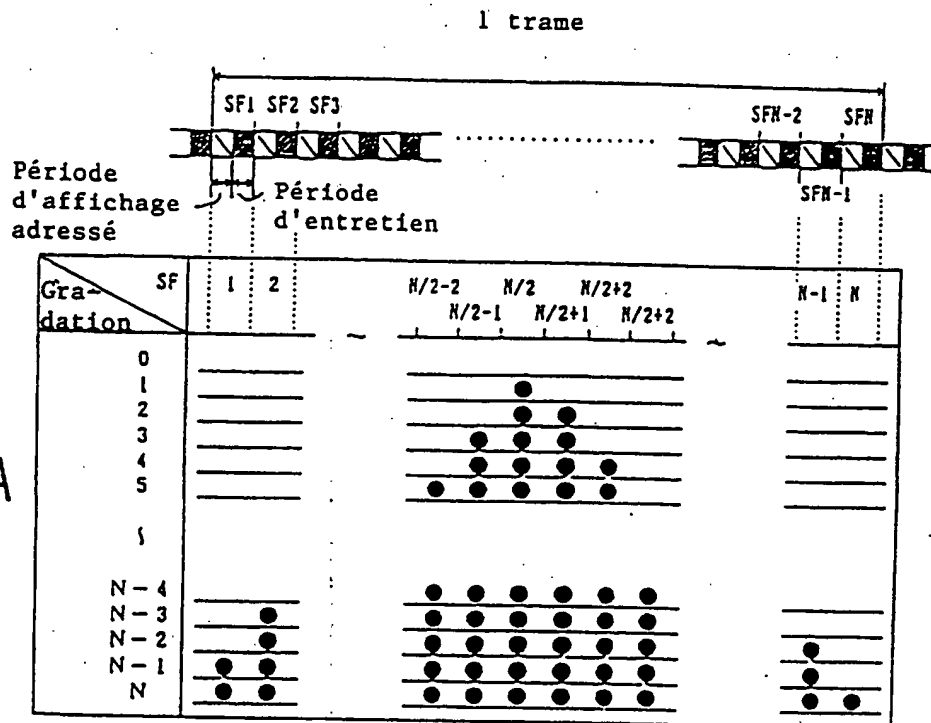 1 trame
SF1 SF2 SF3
SFN-2 SFN
SFN-1
Période
d'affichage
adressé
Période
d'entretien
SF
Gra-
dation
1 2
N/2-2 N/2 N/2+2
N/2-1 N/2+1 N/2+2
N-1 N
0
1
2
3
4
5
N-4
N-3
N-2
N-1
N